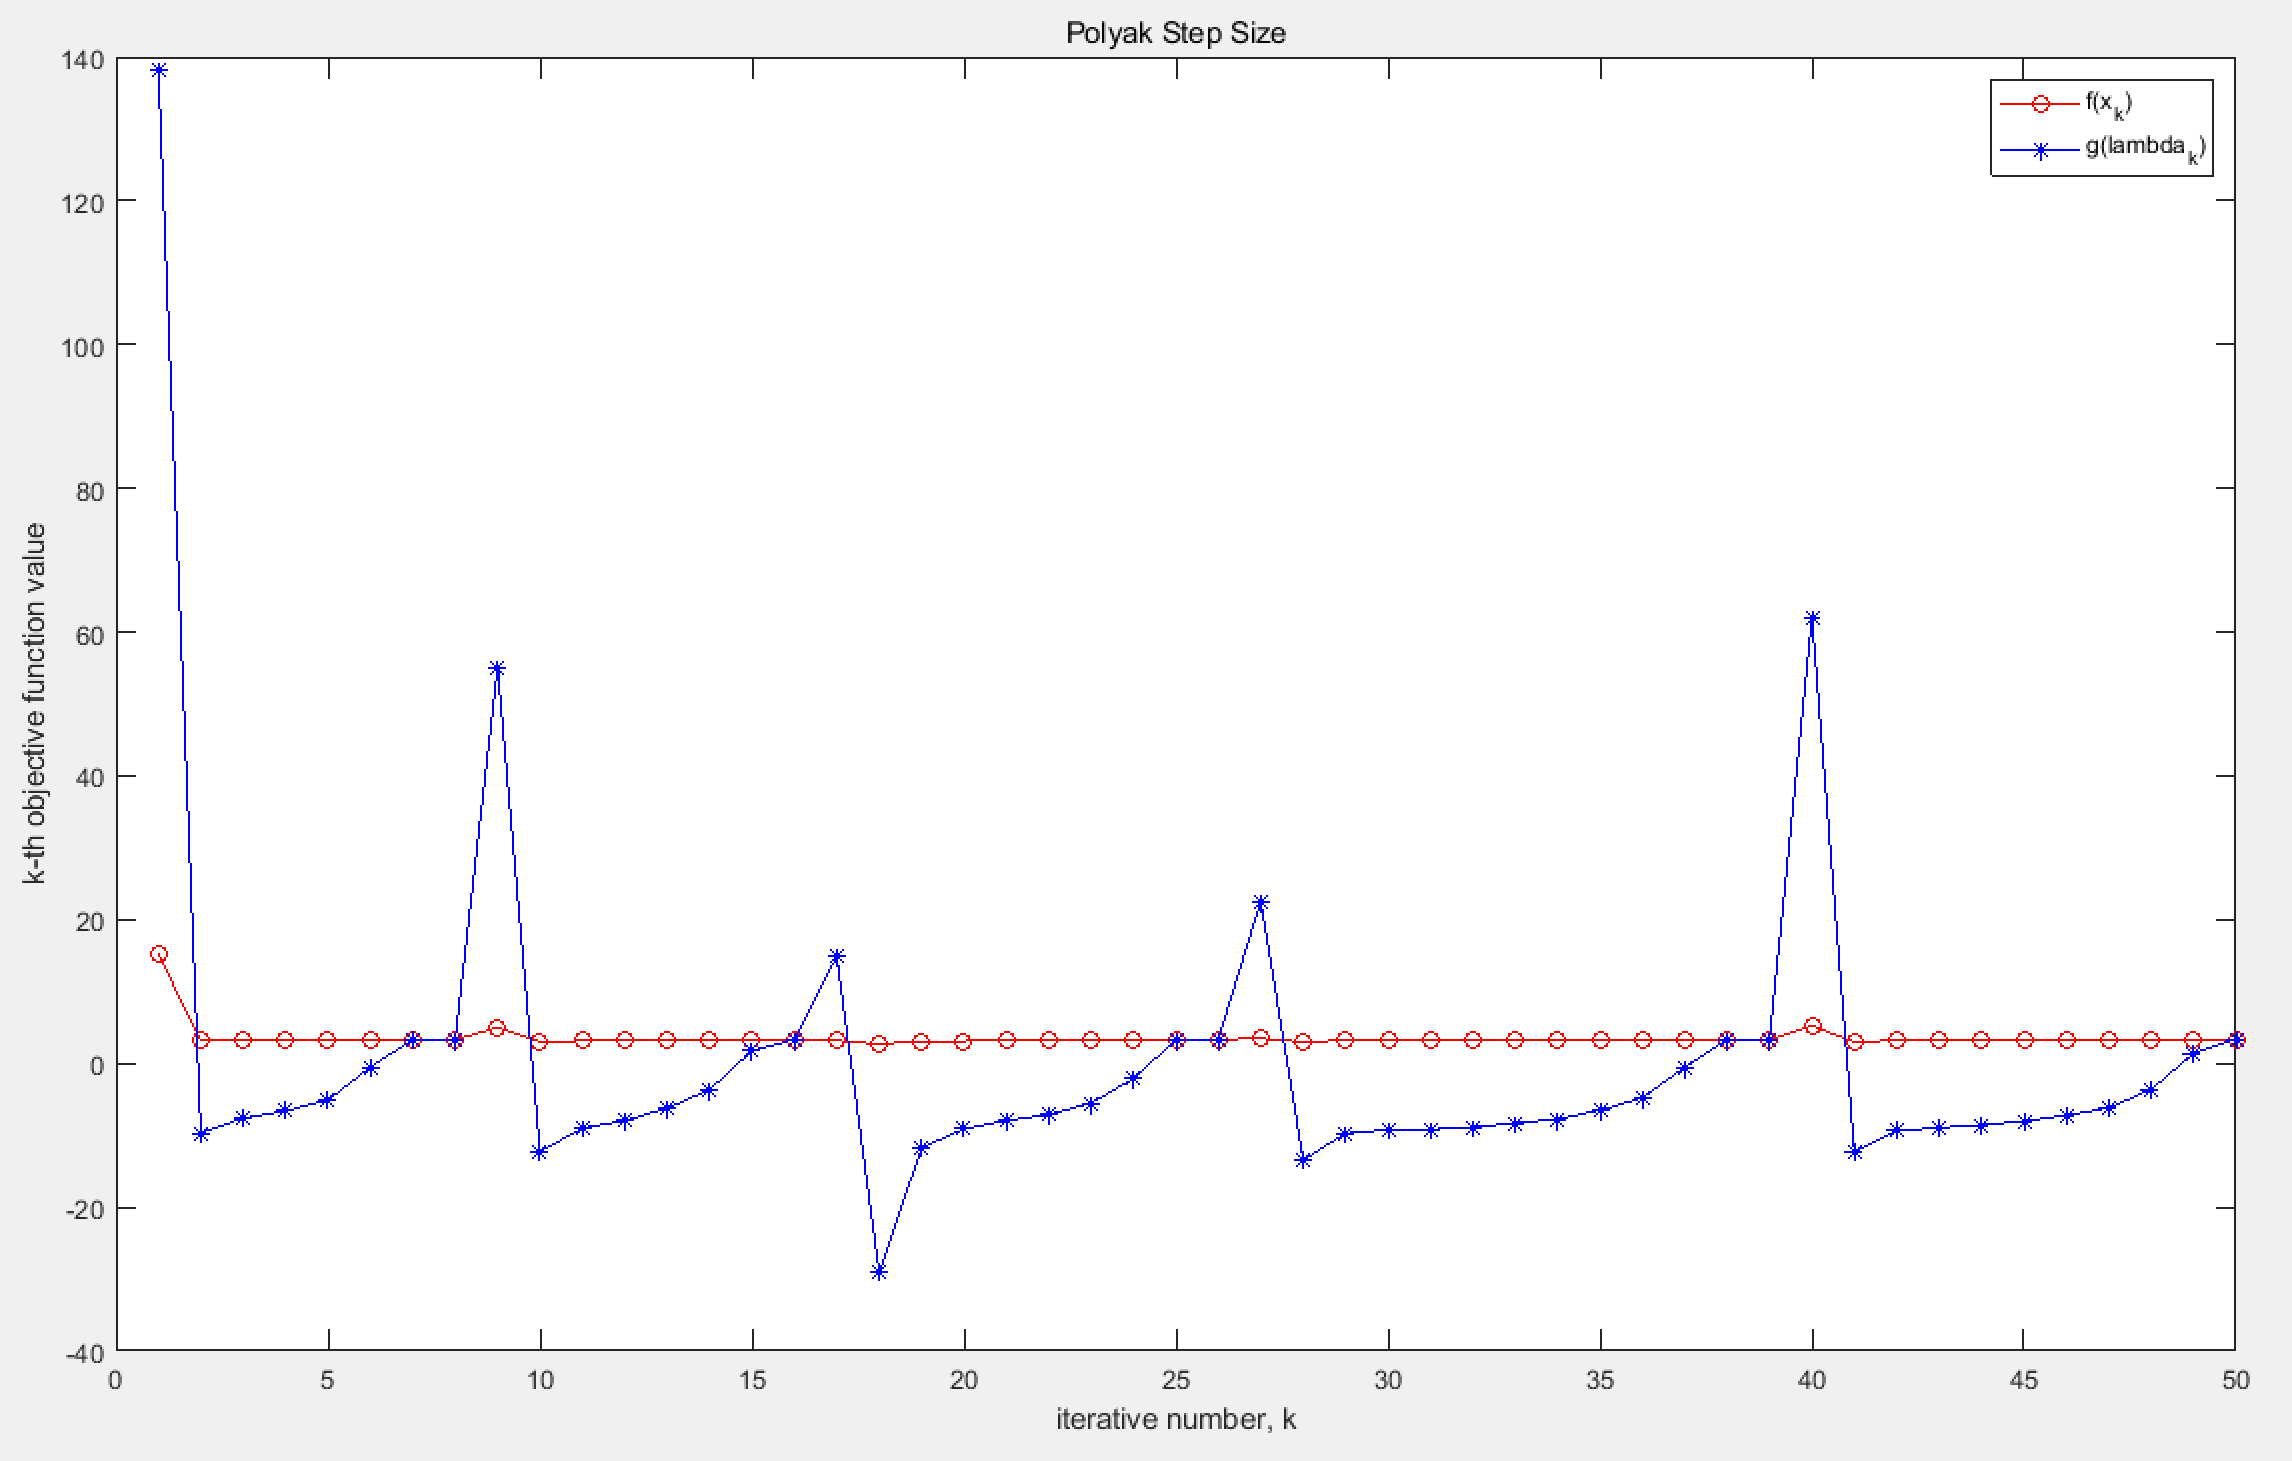 Polyak Step Size
140
120
100
80
60
40
20
0
-20
-40
k-th objective function value
f(x_k)
g(lambda_k)
0 5 10 15 20 25 30 35 40 45 50
iterative number, k